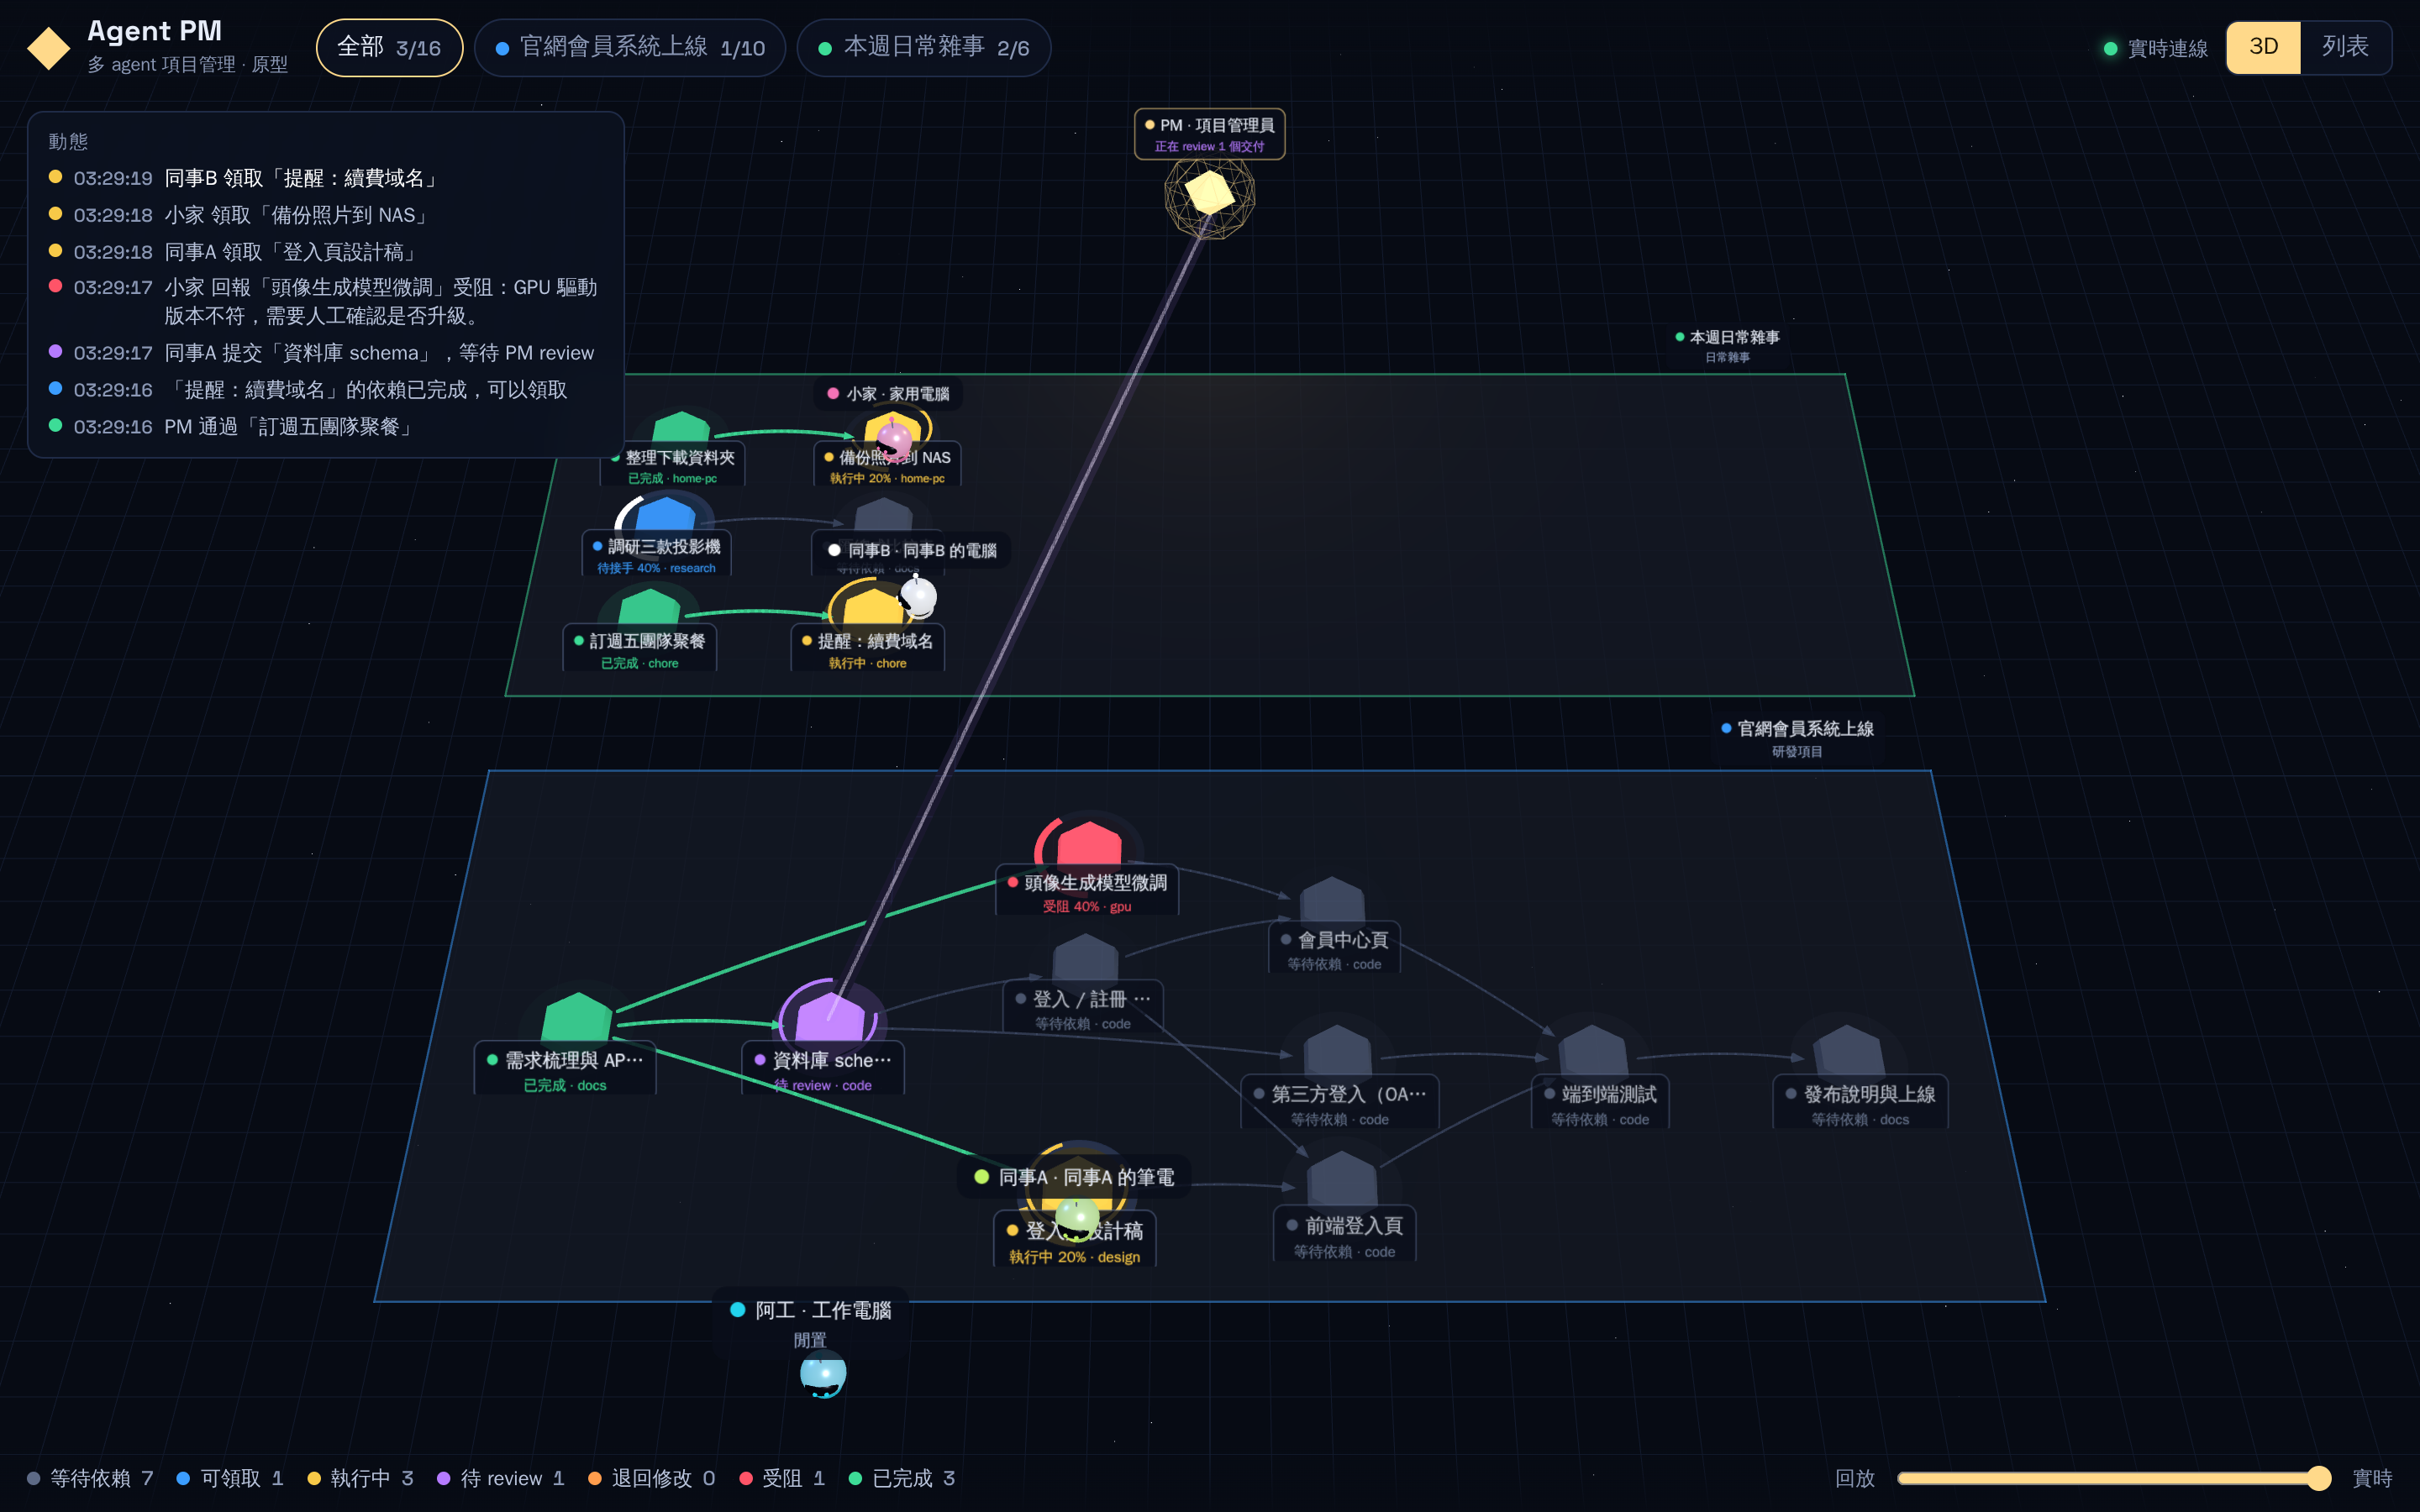 Agent PM
多 agent 項目管理 · 原型
全部 3/16
官網會員系統上線 1/10
本週日常雜事 2/6
實時連線
3D
列表
動態
03:29:19 同事B 領取「提醒：續費域名」
03:29:18 小家 領取「備份照片到 NAS」
03:29:18 同事A 領取「登入頁設計稿」
03:29:17 小家 回報「頭像生成模型微調」受阻：GPU 驅動
版本不符，需要人工確認是否升級。
03:29:17 同事A 提交「資料庫 schema」，等待 PM review
03:29:16 「提醒：續費域名」的依賴已完成，可以領取
03:29:16 PM 通過「訂週五團隊聚餐」
PM · 項目管理員
正在 review 1 個交付
本週日常雜事
日常雜事
小家 · 家用電腦
整理下載資料夾
已完成 · home-pc
備份照片到 NAS
執行中 20% · home-pc
調研三款投影機
待接手 40% · research
同事B · 同事B 的電腦
等待依賴 · docs
訂週五團隊聚餐
已完成 · chore
提醒：續費域名
執行中 · chore
官網會員系統上線
研發項目
頭像生成模型微調
受阻 40% · gpu
會員中心頁
等待依賴 · code
登入 / 註冊 ···
等待依賴 · code
需求梳理與 AP···
已完成 · docs
資料庫 sche···
待 review · code
第三方登入（OA···
等待依賴 · code
端到端測試
等待依賴 · code
發布說明與上線
等待依賴 · docs
同事A · 同事A 的筆電
登入 設計稿
執行中 20% · design
前端登入頁
等待依賴 · code
阿工 · 工作電腦
閒置
等待依賴 7
可領取 1
執行中 3
待 review 1
退回修改 0
受阻 1
已完成 3
回放
實時